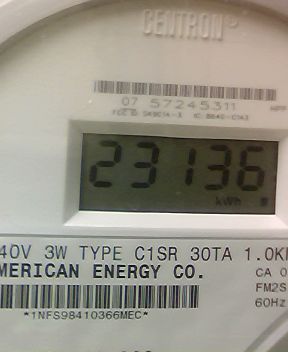 CENTRON
07 57245311
23136
kWh
40V 3W TYPE C1SR 30TA 1.0K
MERICAN ENERGY CO.
CA 0
FM2S
60Hz
*1NFS98410366MEC*